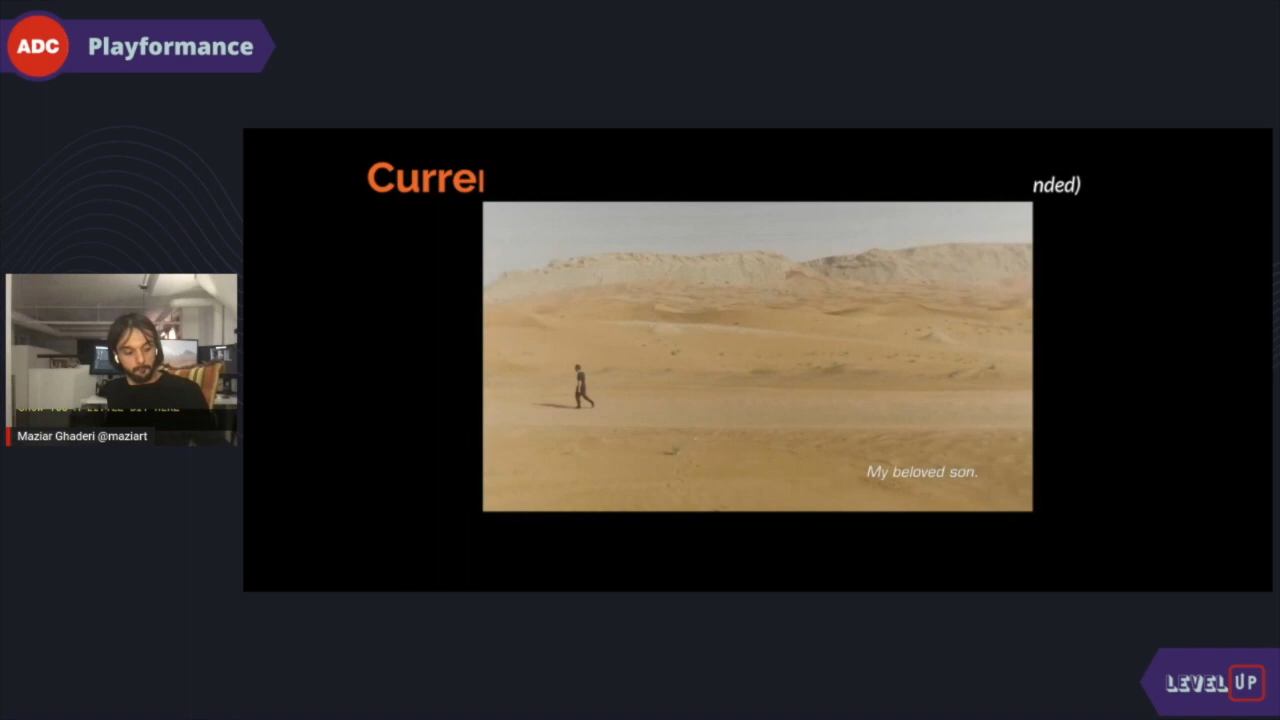 ADC
Playformance
Curre
nded)
My beloved son.
Maziar Ghaderi @maziart
LEVEL UP